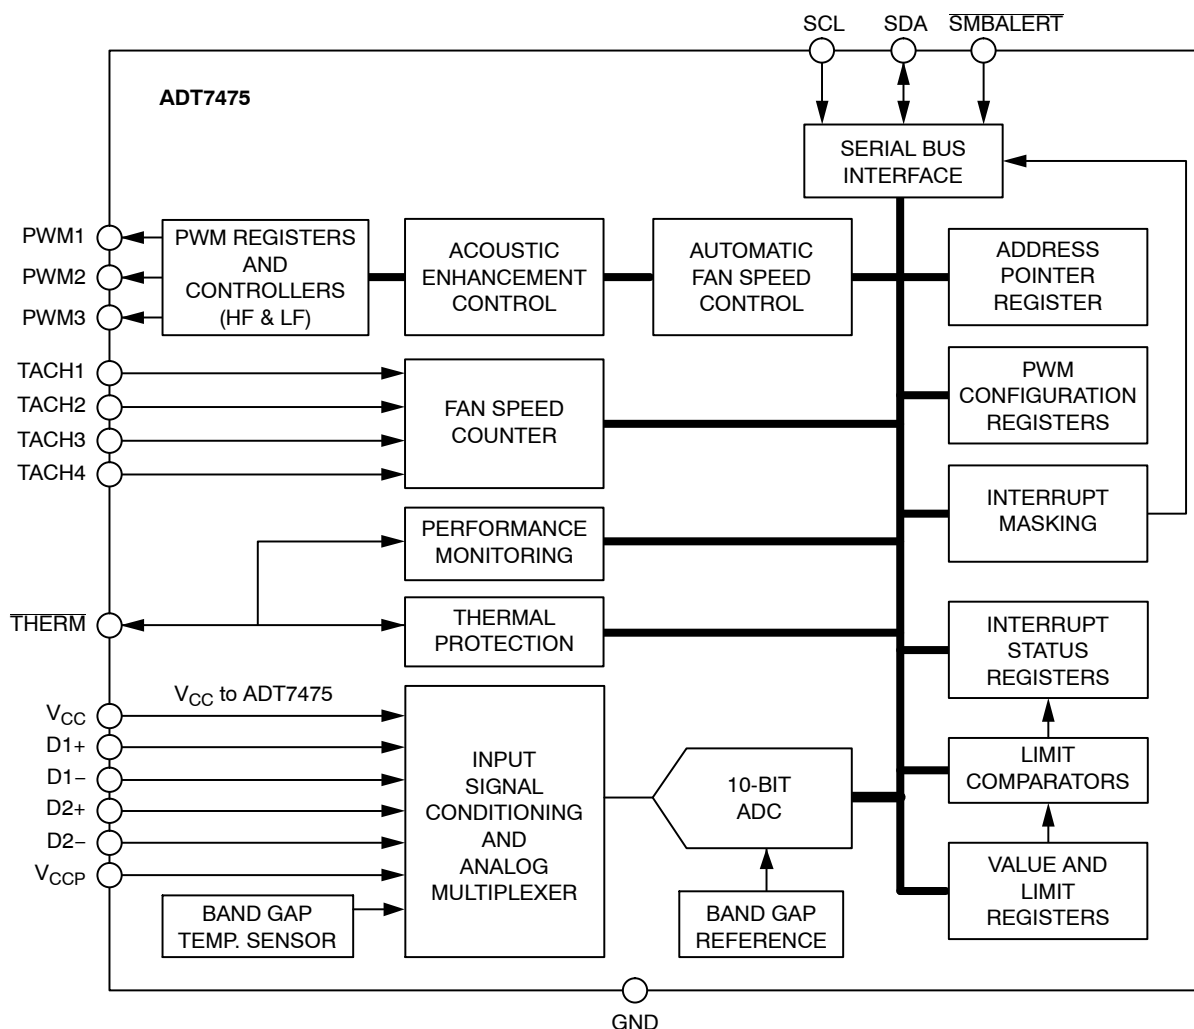 SCL
SDA
SMBALERT
ADT7475
SERIAL BUS
INTERFACE
PWM1
PWM2
PWM3
PWM REGISTERS
AND
CONTROLLERS
(HF & LF)
ACOUSTIC
ENHANCEMENT
CONTROL
AUTOMATIC
FAN SPEED
CONTROL
ADDRESS
POINTER
REGISTER
TACH1
TACH2
TACH3
TACH4
FAN SPEED
COUNTER
PWM
CONFIGURATION
REGISTERS
INTERRUPT
MASKING
PERFORMANCE
MONITORING
THERM
THERMAL
PROTECTION
INTERRUPT
STATUS
REGISTERS
VCC to ADT7475
VCC
D1+
D1−
D2+
D2−
VCCP
INPUT
SIGNAL
CONDITIONING
AND
ANALOG
MULTIPLEXER
10-BIT
ADC
LIMIT
COMPARATORS
VALUE AND
LIMIT
REGISTERS
BAND GAP
TEMP. SENSOR
BAND GAP
REFERENCE
GND